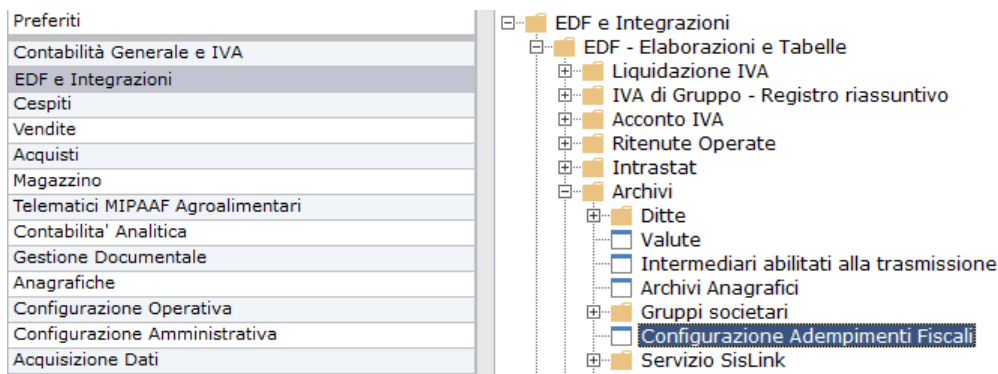 Preferiti
Contabilità Generale e IVA
EDF e Integrazioni
Cespiti
Vendite
Acquisti
Magazzino
Telematici MIPAAF Agroalimentari
Contabilita' Analitica
Gestione Documentale
Anagrafiche
Configurazione Operativa
Configurazione Amministrativa
Acquisizione Dati
EDF e Integrazioni
EDF - Elaborazioni e Tabelle
Liquidazione IVA
IVA di Gruppo - Registro riassuntivo
Acconto IVA
Ritenute Operate
Intrastat
Archivi
Ditte
Valute
Intermediari abilitati alla trasmissione
Archivi Anagrafici
Gruppi societari
Configurazione Adempimenti Fiscali
Servizio SisLink